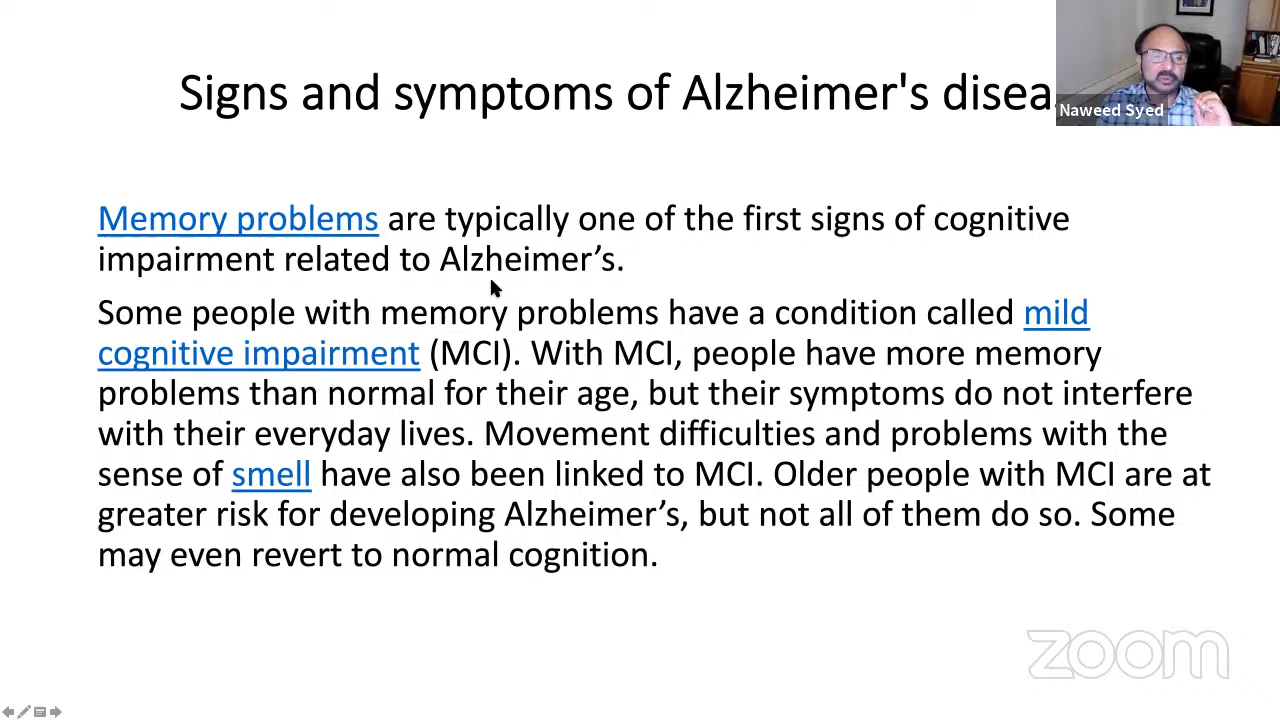 Signs and symptoms of Alzheimer's disea
Naweed Syed
Memory problems are typically one of the first signs of cognitive
impairment related to Alzheimer’s.
Some people with memory problems have a condition called mild
cognitive impairment (MCI). With MCI, people have more memory
problems than normal for their age, but their symptoms do not interfere
with their everyday lives. Movement difficulties and problems with the
sense of smell have also been linked to MCI. Older people with MCI are at
greater risk for developing Alzheimer’s, but not all of them do so. Some
may even revert to normal cognition.
zoom